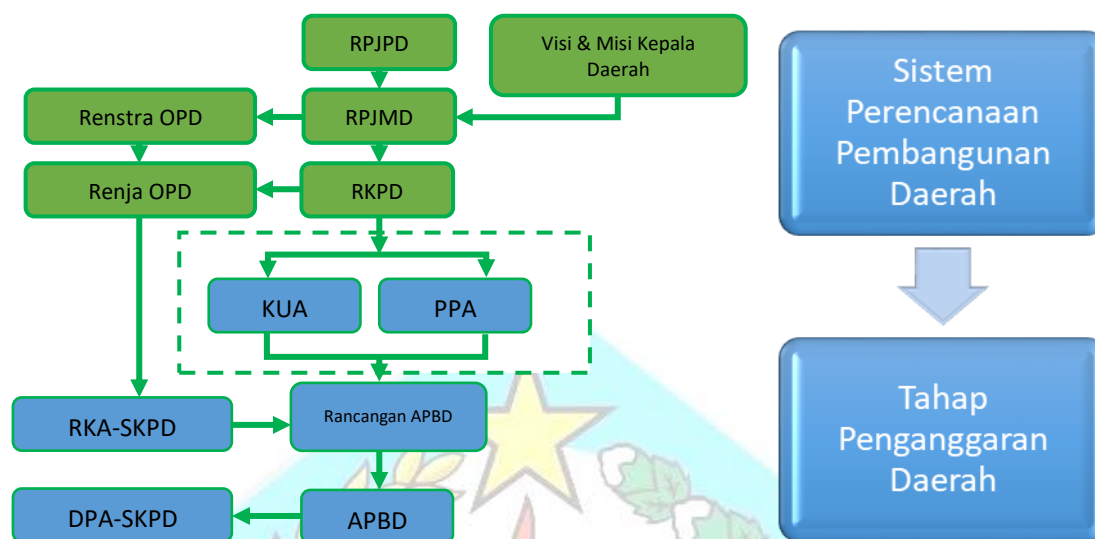 RPJPD
Visi & Misi Kepala
Daerah
Renstra OPD
RPJMD
Renja OPD
RKPD
KUA
PPA
RKA-SKPD
Rancangan APBD
DPA-SKPD
APBD
Sistem
Perencanaan
Pembangunan
Daerah
Tahap
Penganggaran
Daerah